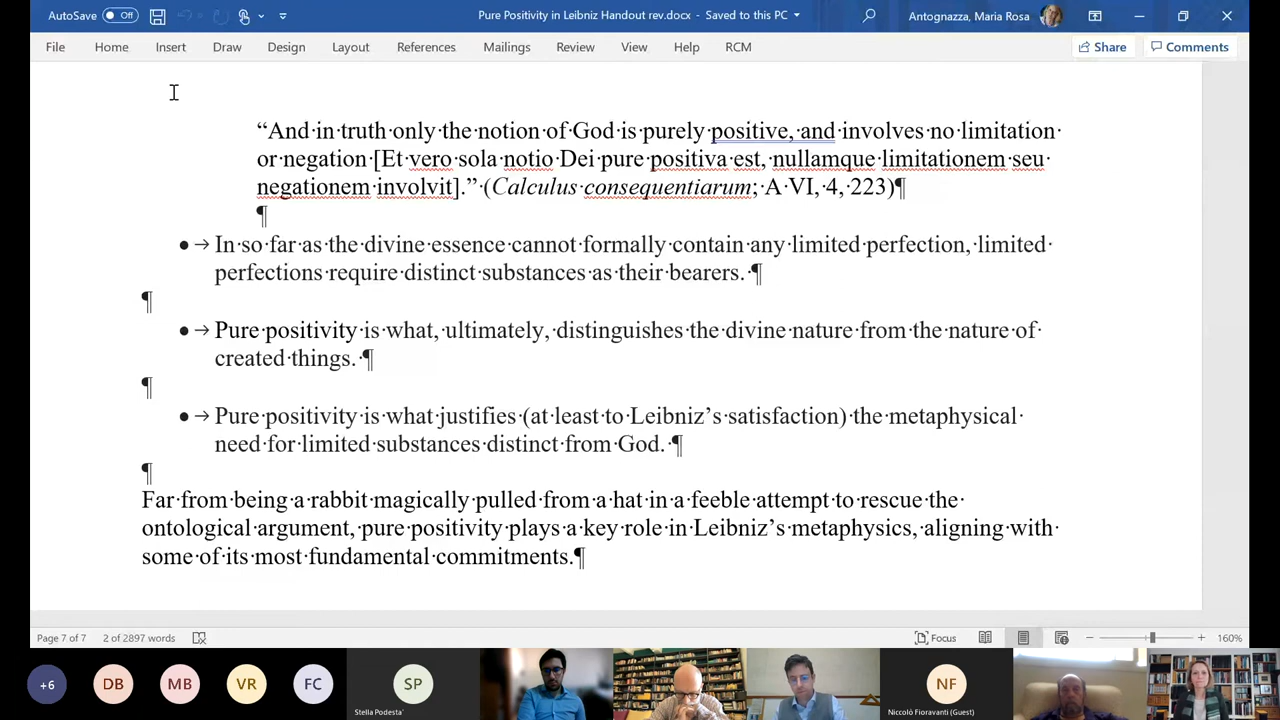 AutoSave Off Pure Positivity in Leibniz Handout rev.docx - Saved to this PC Antognazza, Maria Rosa
File Home Insert Draw Design Layout References Mailings Review View Help RCM Share Comments
“And in truth only the notion of God is purely positive, and involves no limitation
or negation [Et vero sola notio Dei pure positiva est, nullamque limitationem seu
negationem involvit].” (Calculus consequentiarum; A VI, 4, 223)¶
¶
• → In so far as the divine essence cannot formally contain any limited perfection, limited
perfections require distinct substances as their bearers. ¶
¶
• → Pure positivity is what, ultimately, distinguishes the divine nature from the nature of
created things. ¶
¶
• → Pure positivity is what justifies (at least to Leibniz’s satisfaction) the metaphysical
need for limited substances distinct from God. ¶
¶
Far from being a rabbit magically pulled from a hat in a feeble attempt to rescue the
ontological argument, pure positivity plays a key role in Leibniz’s metaphysics, aligning with
some of its most fundamental commitments.¶
Page 7 of 7 2 of 2897 words Focus 160%
+6 DB MB VR FC SP NF
Stella Podesta' Niccolò Fioravanti (Guest)